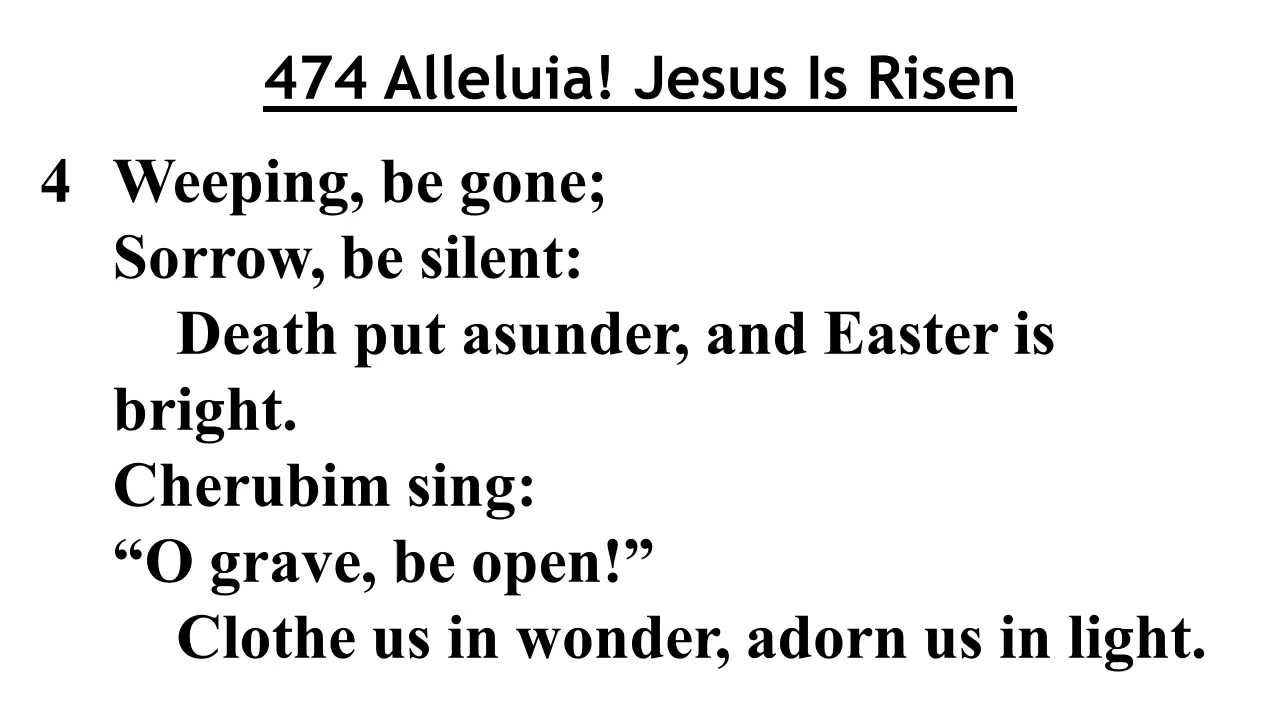 474 Alleluia! Jesus Is Risen
4 Weeping, be gone;
Sorrow, be silent:
Death put asunder, and Easter is
bright.
Cherubim sing:
“O grave, be open!”
Clothe us in wonder, adorn us in light.